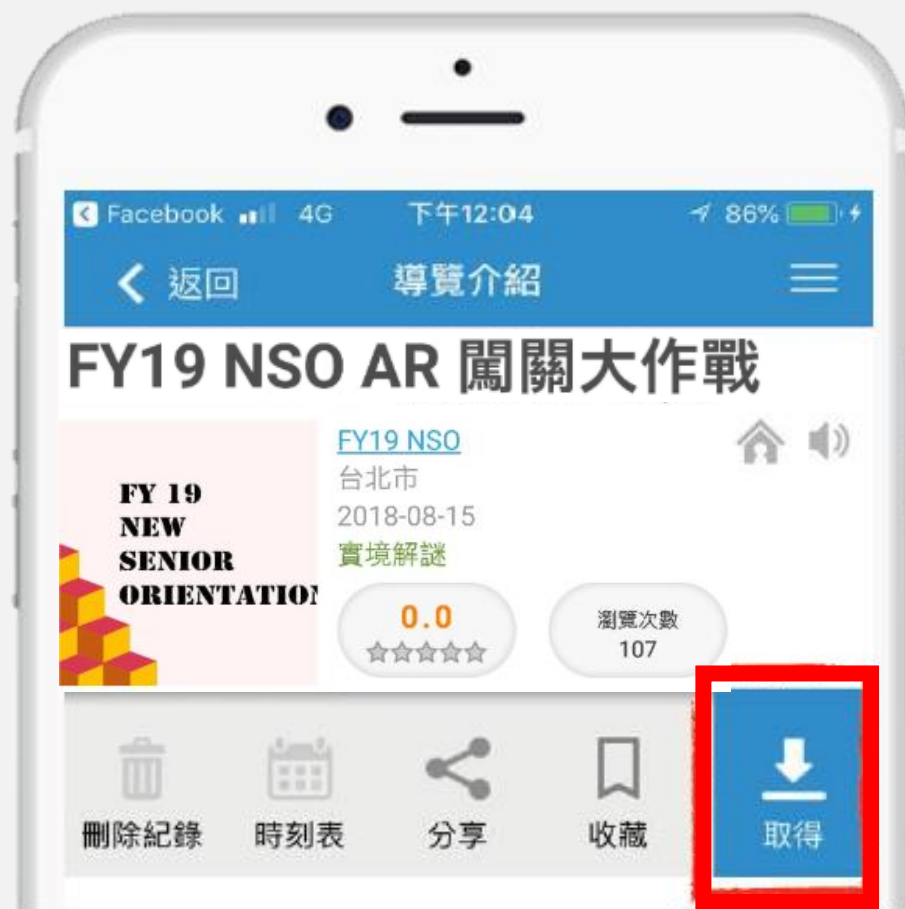 Facebook 4G 下午12:04 86%
返回 導覽介紹
FY19 NSO AR 闖關大作戰
FY 19
NEW
SENIOR
ORIENTATION
FY19 NSO
台北市
2018-08-15
實境解謎
0.0
瀏覽次數
107
刪除紀錄 時刻表 分享 收藏 取得